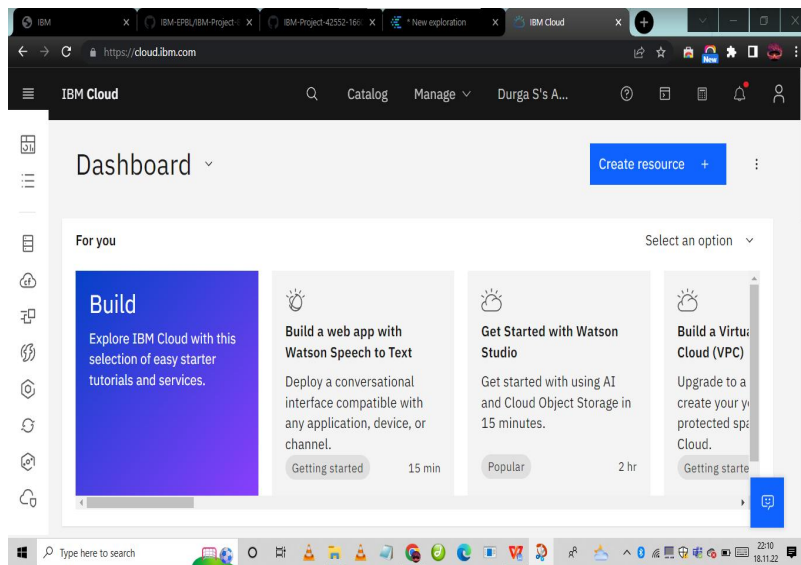 IBM
IBM-EPBL/IBM-Project-
IBM-Project-42552-166
* New exploration
IBM Cloud
https://cloud.ibm.com
New
IBM Cloud
Catalog
Manage
Durga S's A...
Dashboard
Create resource +
For you
Select an option
Build
Explore IBM Cloud with this
selection of easy starter
tutorials and services.
Build a web app with
Watson Speech to Text
Deploy a conversational
interface compatible with
any application, device, or
channel.
Getting started
15 min
Get Started with Watson
Studio
Get started with using AI
and Cloud Object Storage in
15 minutes.
Popular
2 hr
Build a Virtua
Cloud (VPC)
Upgrade to a
create your y
protected spa
Cloud.
Getting starte
Type here to search
22:10
18.11.22